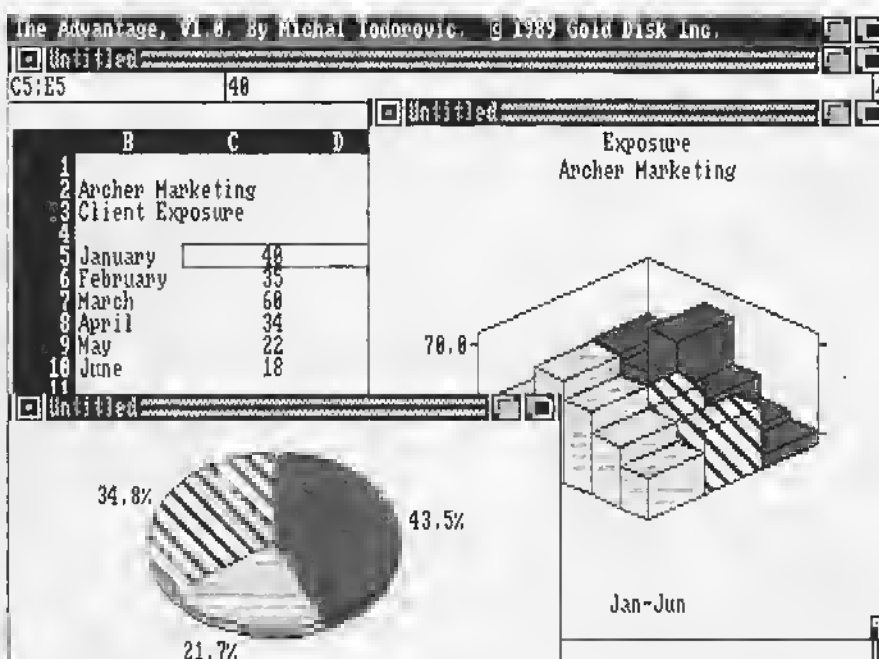 The Advantage, V1.0. By Michal Todorovic. © 1989 Gold Disk Inc.
Untitled
C5:E5 40
Untitled
B C D
1
2 Archer Marketing
3 Client Exposure
4
5 January 40
6 February 35
7 March 60
8 April 34
9 May 22
10 June 18
11
Exposure
Archer Marketing
70.0
Jan-Jun
Untitled
34.8%
43.5%
21.7%